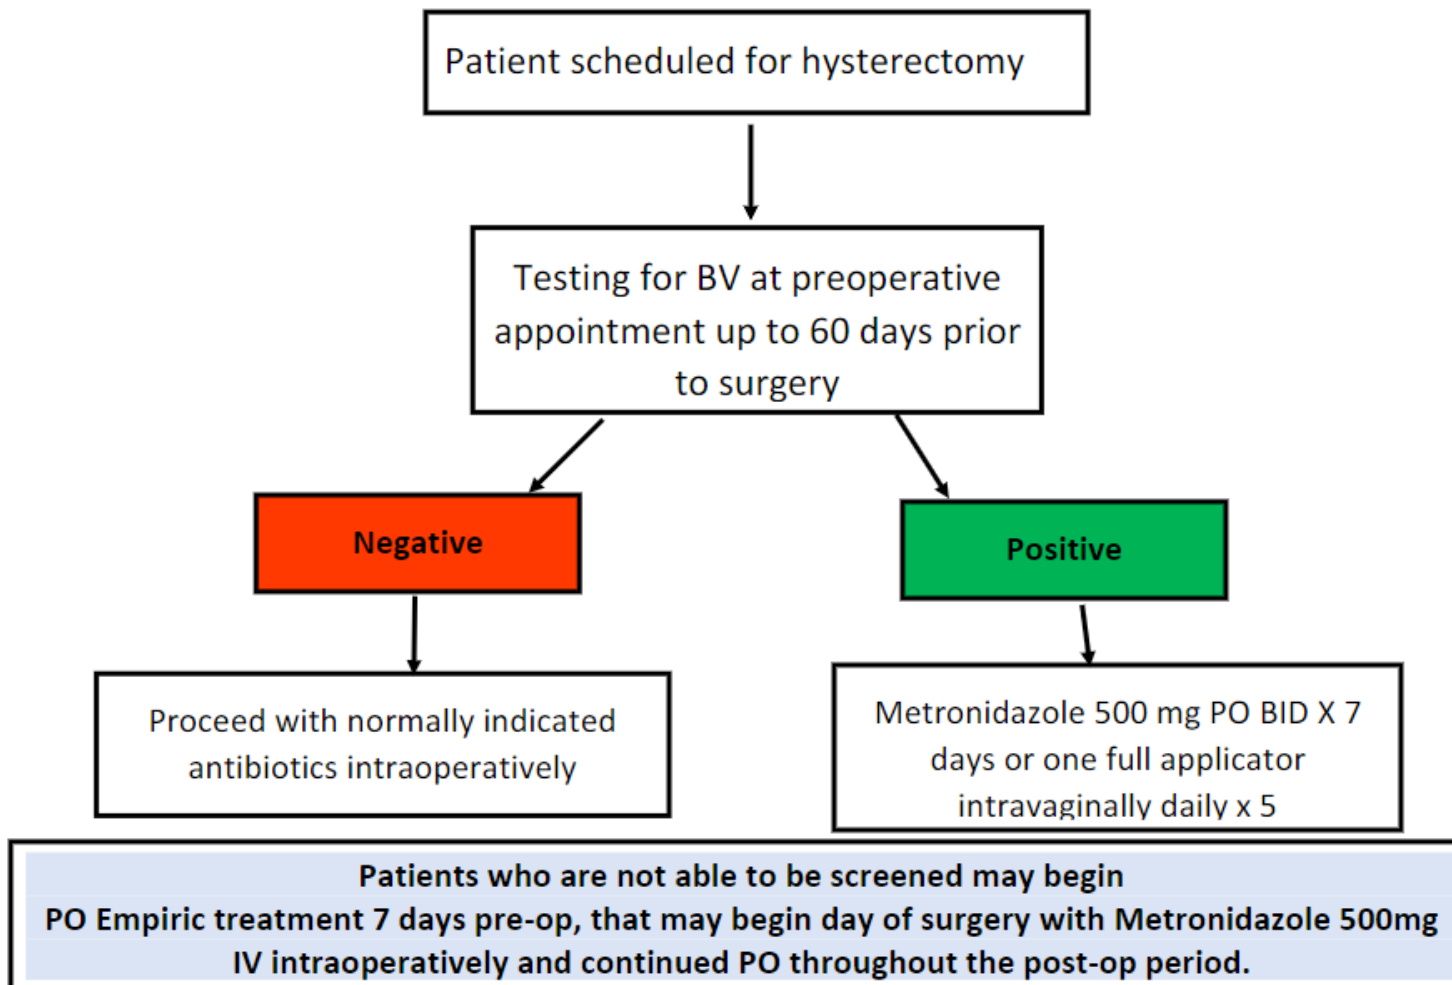 Patient scheduled for hysterectomy
Testing for BV at preoperative
appointment up to 60 days prior
to surgery
Negative
Positive
Proceed with normally indicated
antibiotics intraoperatively
Metronidazole 500 mg PO BID X 7
days or one full applicator
intravaginally daily x 5
Patients who are not able to be screened may begin
PO Empiric treatment 7 days pre-op, that may begin day of surgery with Metronidazole 500mg
IV intraoperatively and continued PO throughout the post-op period.